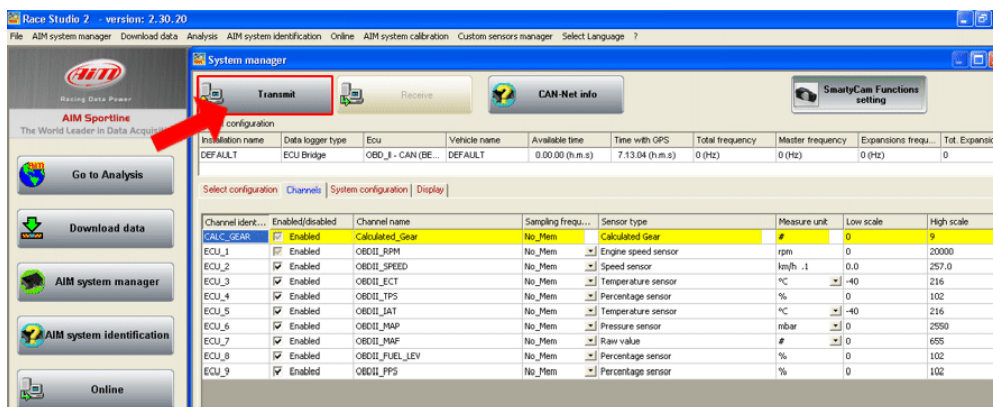 Race Studio 2 - version: 2.30.20
File AIM system manager Download data Analysis AIM system identification Online AIM system calibration Custom sensors manager Select Language ?
AiM
Racing Data Power
AIM Sportline
The World Leader in Data
Go to Analysis
Download data
AIM system manager
AIM system identification
Online
System manager
Transmit
Receive
CAN-Net info
SmartyCam Functions
setting
configuration
Installation name Data logger type Ecu Vehicle name Available time Time with GPS Total frequency Master frequency Expansions frequ... Tot. Expansio
DEFAULT ECU Bridge OBD_II - CAN (BE... DEFAULT 0.00.00 (h.m.s) 7.13.04 (h.m.s) 0 (Hz) 0 (Hz) 0 (Hz) 0
Select configuration Channels System configuration Display
Channel ident... Enabled/disabled Channel name Sampling frequ... Sensor type Measure unit Low scale High scale
CALC_GEAR Enabled Calculated_Gear No_Mem Calculated Gear # 0 9
ECU_1 Enabled OBDII_RPM No_Mem Engine speed sensor rpm 0 20000
ECU_2 Enabled OBDII_SPEED No_Mem Speed sensor km/h .1 0.0 257.0
ECU_3 Enabled OBDII_ECT No_Mem Temperature sensor °C -40 216
ECU_4 Enabled OBDII_TPS No_Mem Percentage sensor % 0 102
ECU_5 Enabled OBDII_IAT No_Mem Temperature sensor °C -40 216
ECU_6 Enabled OBDII_MAP No_Mem Pressure sensor mbar 0 2550
ECU_7 Enabled OBDII_MAF No_Mem Raw value # 0 655
ECU_8 Enabled OBDII_FUEL_LEV No_Mem Percentage sensor % 0 102
ECU_9 Enabled OBDII_PPS No_Mem Percentage sensor % 0 102